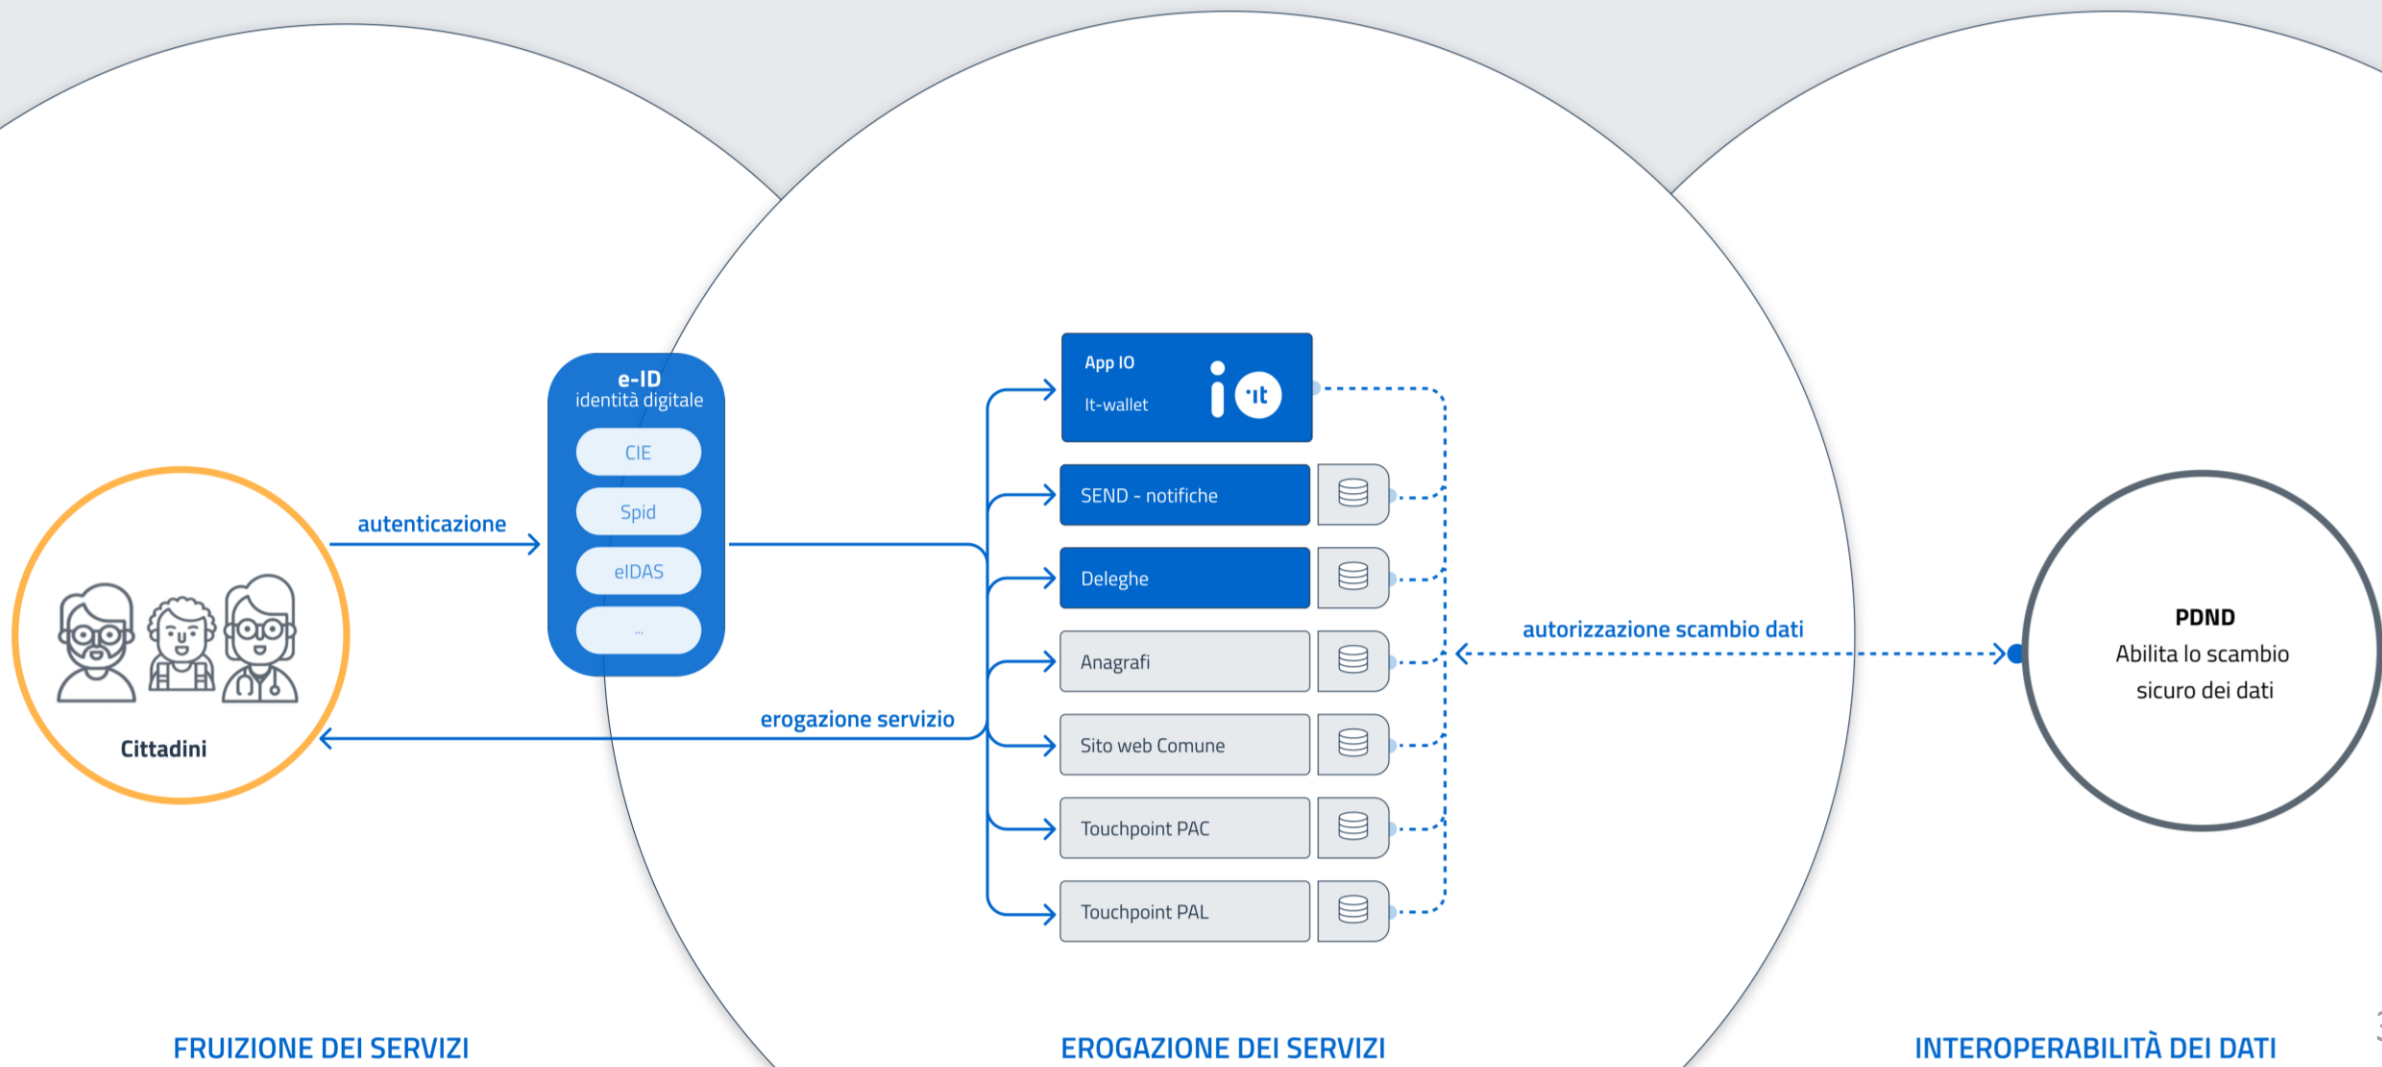 e-ID
identità digitale
CIE
Spid
eIDAS
...
autenticazione
Cittadini
erogazione servizio
App IO
It-wallet
io
it
SEND - notifiche
Deleghe
Anagrafi
Sito web Comune
Touchpoint PAC
Touchpoint PAL
autorizzazione scambio dati
PDND
Abilita lo scambio
sicuro dei dati
FRUIZIONE DEI SERVIZI
EROGAZIONE DEI SERVIZI
INTEROPERABILITÀ DEI DATI